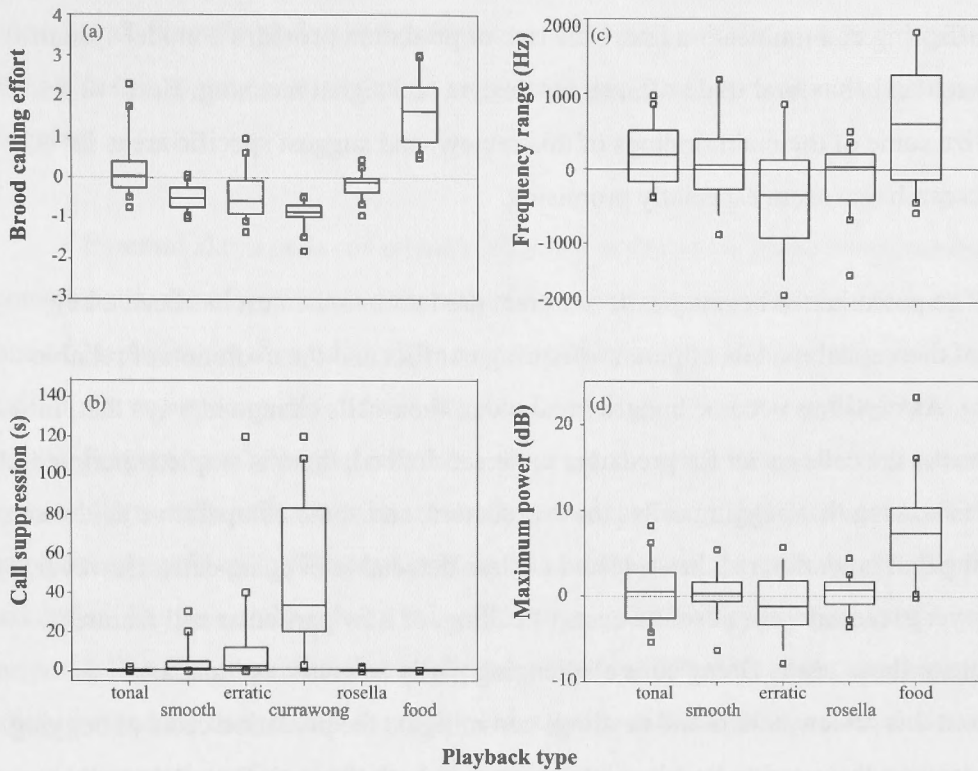 (a)
Brood calling effort
4
3
2
1
0
-1
-2
-3
(c)
Frequency range (Hz)
2000
1000
0
-1000
-2000
(b)
Call suppression (s)
140
120
100
80
60
40
20
0
tonal
smooth
erratic
currawong
rosella
food
(d)
Maximum power (dB)
20
10
0
-10
tonal
smooth
erratic
rosella
food
Playback type